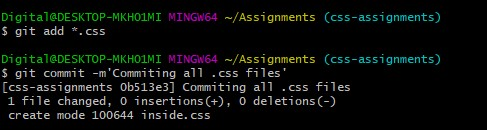 Digital@DESKTOP-MKHO1MI MINGW64 ~/Assignments (css-assignments)
$ git add *.css
Digital@DESKTOP-MKHO1MI MINGW64 ~/Assignments (css-assignments)
$ git commit -m'Commiting all .css files'
[css-assignments 0b513e3] Commiting all .css files
1 file changed, 0 insertions(+), 0 deletions(-)
create mode 100644 inside.css